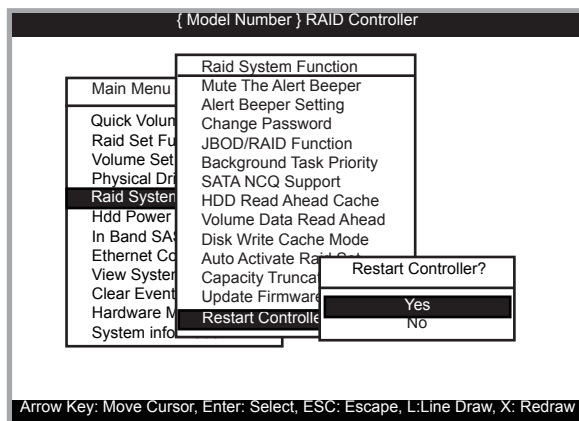 { Model Number } RAID Controller
Main Menu
Quick Volun
Raid Set Fu
Volume Set
Physical Dri
Raid System
Hdd Power
In Band SAS
Ethernet Co
View System
Clear Event
Hardware M
System info
Raid System Function
Mute The Alert Beeper
Alert Beeper Setting
Change Password
JBOD/RAID Function
Background Task Priority
SATA NCQ Support
HDD Read Ahead Cache
Volume Data Read Ahead
Disk Write Cache Mode
Auto Activate Raid Set
Capacity Trunca
Update Firmware
Restart Controlle
Restart Controller?
Yes
No
Arrow Key: Move Cursor, Enter: Select, ESC: Escape, L:Line Draw, X: Redraw